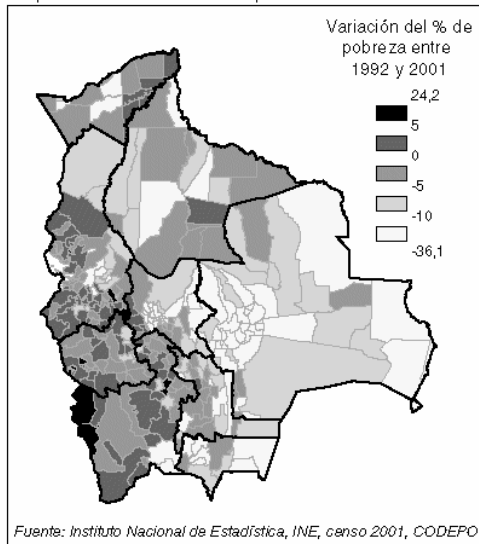 Variación del % de
pobreza entre
1992 y 2001
24,2
5
0
-5
-10
-36,1
Fuente: Instituto Nacional de Estadística, INE, censo 2001, CODEPO